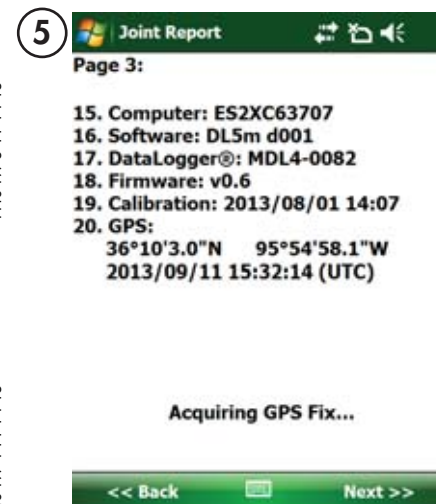 5
Joint Report
Page 3:
15. Computer: ES2XC63707
16. Software: DL5m d001
17. DataLogger®: MDL4-0082
18. Firmware: v0.6
19. Calibration: 2013/08/01 14:07
20. GPS:
36°10'3.0"N 95°54'58.1"W
2013/09/11 15:32:14 (UTC)
Acquiring GPS Fix...
<< Back Next >>